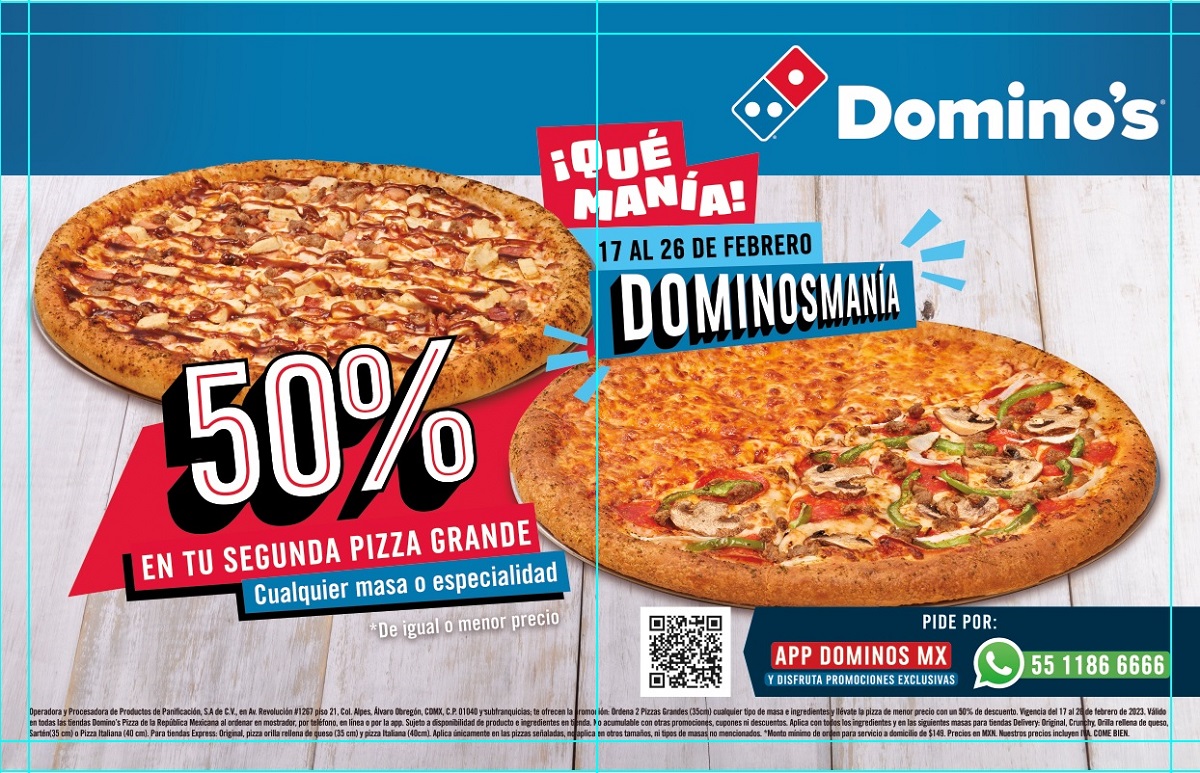 Domino's
¡QUÉ
MANÍA!
17 AL 26 DE FEBRERO
DOMINOSMANÍA
50%
EN TU SEGUNDA PIZZA GRANDE
Cualquier masa o especialidad
*De igual o menor precio
PIDE POR:
APP DOMINOS MX
Y DISFRUTA PROMOCIONES EXCLUSIVAS
55 1186 6666
Operadora y Procesadora de Productos de Panificación, S.A de C.V., en Av. Revolución #1267 piso 21, Col. Alpes, Álvaro Obregón, CDMX, C.P. 01040 y subfranquicias; te ofrecen la promoción: Ordena 2 Pizzas Grandes (35cm) cualquier tipo de masa e ingredientes y llévate la pizza de menor precio con un 50% de descuento. Vigencia del 17 al 26 de febrero de 2023. Válido
en todas las tiendas Domino's Pizza de la República Mexicana al ordenar en mostrador, por teléfono, en línea o por la app. Sujeto a disponibilidad de producto e ingredientes en tienda. No acumulable con otras promociones, cupones ni descuentos. Aplica con todos los ingredientes y en las siguientes masas para tiendas Delivery: Original, Crunchy, Orilla rellena de queso,
Sartén(35 cm) o Pizza Italiana (40 cm). Para tiendas Express: Original, pizza orilla rellena de queso (35 cm) y pizza Italiana (40cm). Aplica únicamente en las pizzas señaladas, no aplica en otros tamaños, ni tipos de masas no mencionados. *Monto mínimo de orden para servicio a domicilio de $149. Precios en MXN. Nuestros precios incluyen IVA. COME BIEN.